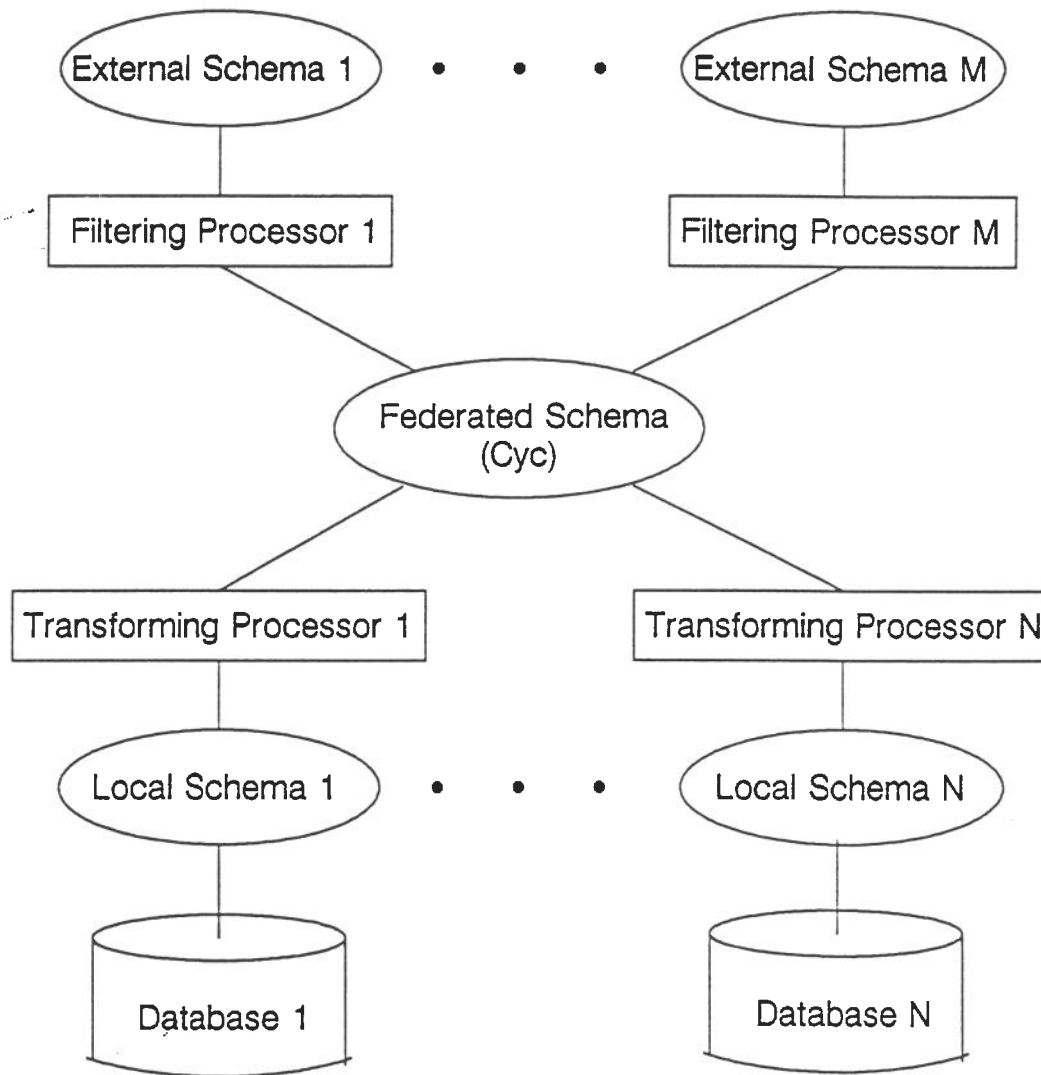 External Schema 1
External Schema M
Filtering Processor 1
Filtering Processor M
Federated Schema
(Cyc)
Transforming Processor 1
Transforming Processor N
Local Schema 1
Local Schema N
Database 1
Database N